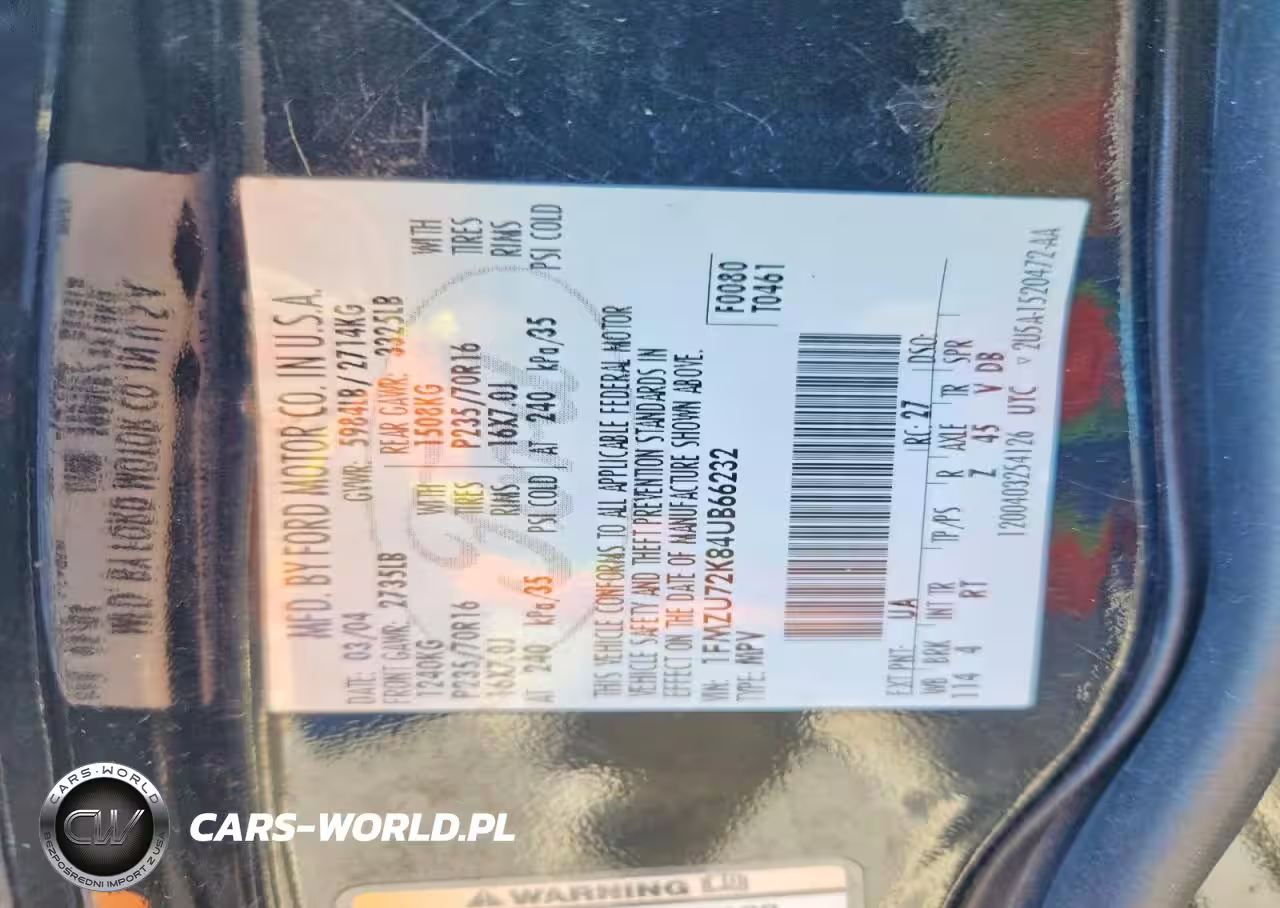 MFD. BY FORD MOTOR CO. IN U.S.A.
DATE: 03/04 GVWR: 5984LB / 2714KG
FRONT GAWR: 2735LB REAR GAWR: 3325LB
1240KG WITH 1508KG WITH
P235/70R16 TIRES P235/70R16 TIRES
16X7.0J RIMS 16X7.0J RIMS
AT 240 kPa/35 PSI COLD AT 240 kPa/35 PSI COLD
THIS VEHICLE CONFORMS TO ALL APPLICABLE FEDERAL MOTOR
VEHICLE SAFETY AND THEFT PREVENTION STANDARDS IN
EFFECT ON THE DATE OF MANUFACTURE SHOWN ABOVE.
VIN: 1FMZU72K84UB66232 F0080
TYPE: MPV T0461
EXT PNT: UA RC: 27 DSO:
WB BRK INT TR TP/PS R AXLE TR SPR
114 4 RT Z 45 V DB
1200403254126 UTC ▽ 2U5A-1520472-AA
CARS-WORLD
CW
BEZPOŚREDNI IMPORT Z USA
CARS-WORLD.PL
WARNING